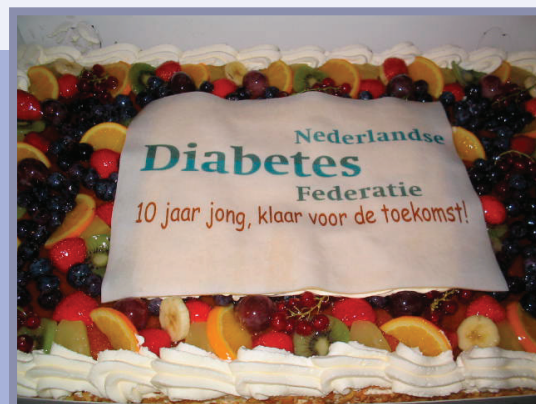 Nederlandse
Diabetes
Federatie
10 jaar jong, klaar voor de toekomst!